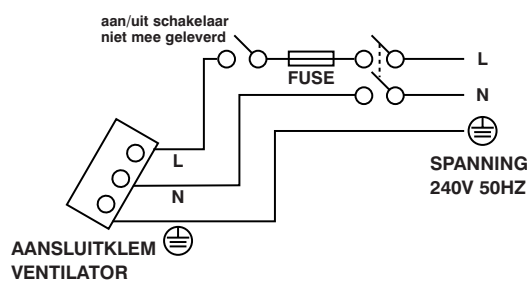 aan/uit schakelaar
niet mee geleverd
FUSE
L
N
L
N
SPANNING
240V 50HZ
AANSLUITKLEM
VENTILATOR